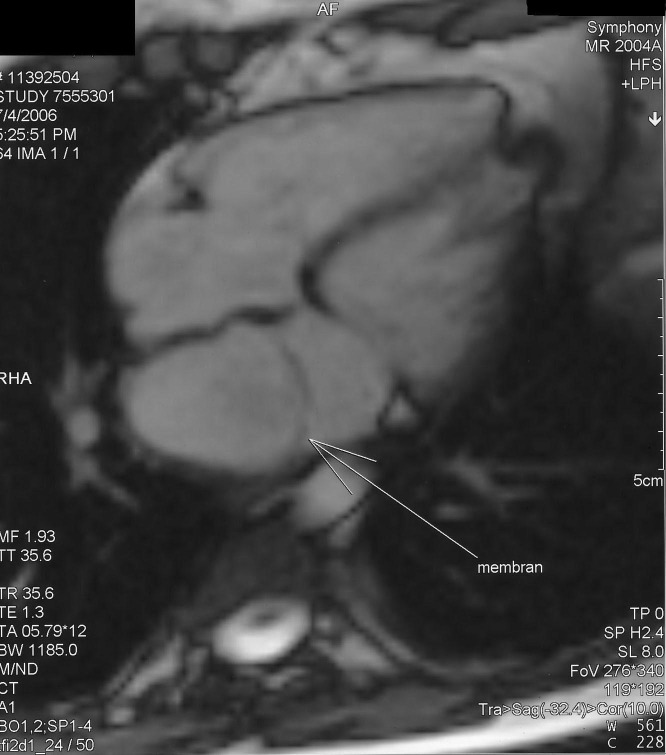 AF
Symphony
MR 2004A
HFS
+LPH
# 11392504
STUDY 7555301
7/4/2006
5:25:51 PM
64 IMA 1 / 1
RHA
5cm
membran
MF 1.93
TT 35.6
TR 35.6
TE 1.3
TA 05.79*12
BW 1185.0
M/ND
CT
A1
BO1,2;SP1-4
tfi2d1_24 / 50
TP 0
SP H2.4
SL 8.0
FoV 276*340
119*192
Tra>Sag(-32.4)>Cor(10.0)
W 561
C 228